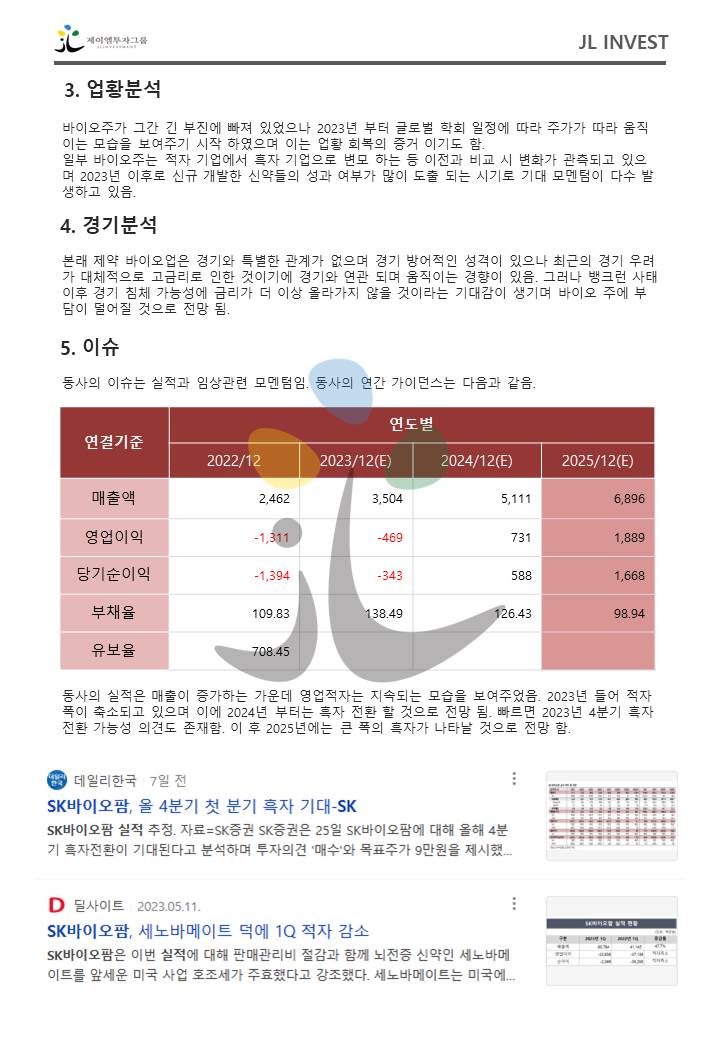 제이엘투자그룹
JLINVESTMENT
JL INVEST
3. 업황분석
바이오주가 그간 긴 부진에 빠져 있었으나 2023년 부터 글로벌 학회 일정에 따라 주가가 따라 움직
이는 모습을 보여주기 시작 하였으며 이는 업황 회복의 증거 이기도 함.
일부 바이오주는 적자 기업에서 흑자 기업으로 변모 하는 등 이전과 비교 시 변화가 관측되고 있으
며 2023년 이후로 신규 개발한 신약들의 성과 여부가 많이 도출 되는 시기로 기대 모멘텀이 다수 발
생하고 있음.
4. 경기분석
본래 제약 바이오업은 경기와 특별한 관계가 없으며 경기 방어적인 성격이 있으나 최근의 경기 우려
가 대체적으로 고금리로 인한 것이기에 경기와 연관 되며 움직이는 경향이 있음. 그러나 뱅크런 사태
이후 경기 침체 가능성에 금리가 더 이상 올라가지 않을 것이라는 기대감이 생기며 바이오 주에 부
담이 덜어질 것으로 전망 됨.
5. 이슈
동사의 이슈는 실적과 임상관련 모멘텀임. 동사의 연간 가이던스는 다음과 같음.
연결기준 연도별
2022/12 2023/12(E) 2024/12(E) 2025/12(E)
매출액 2,462 3,504 5,111 6,896
영업이익 -1,311 -469 731 1,889
당기순이익 -1,394 -343 588 1,668
부채율 109.83 138.49 126.43 98.94
유보율 708.45
동사의 실적은 매출이 증가하는 가운데 영업적자는 지속되는 모습을 보여주었음. 2023년 들어 적자
폭이 축소되고 있으며 이에 2024년 부터는 흑자 전환 할 것으로 전망 됨. 빠르면 2023년 4분기 흑자
전환 가능성 의견도 존재함. 이 후 2025년에는 큰 폭의 흑자가 나타날 것으로 전망 함.
데일리한국 데일리한국 7일 전
SK바이오팜, 올 4분기 첫 분기 흑자 기대-SK
SK바이오팜 실적 추정. 자료=SK증권 SK증권은 25일 SK바이오팜에 대해 올해 4분
기 흑자전환이 기대된다고 분석하며 투자의견 '매수'와 목표주가 9만원을 제시했...
D 딜사이트 2023.05.11.
SK바이오팜, 세노바메이트 덕에 1Q 적자 감소
SK바이오팜은 이번 실적에 대해 판매관리비 절감과 함께 뇌전증 신약인 세노바메
이트를 앞세운 미국 사업 호조세가 주효했다고 강조했다. 세노바메이트는 미국에...
SK바이오팜 실적 현황